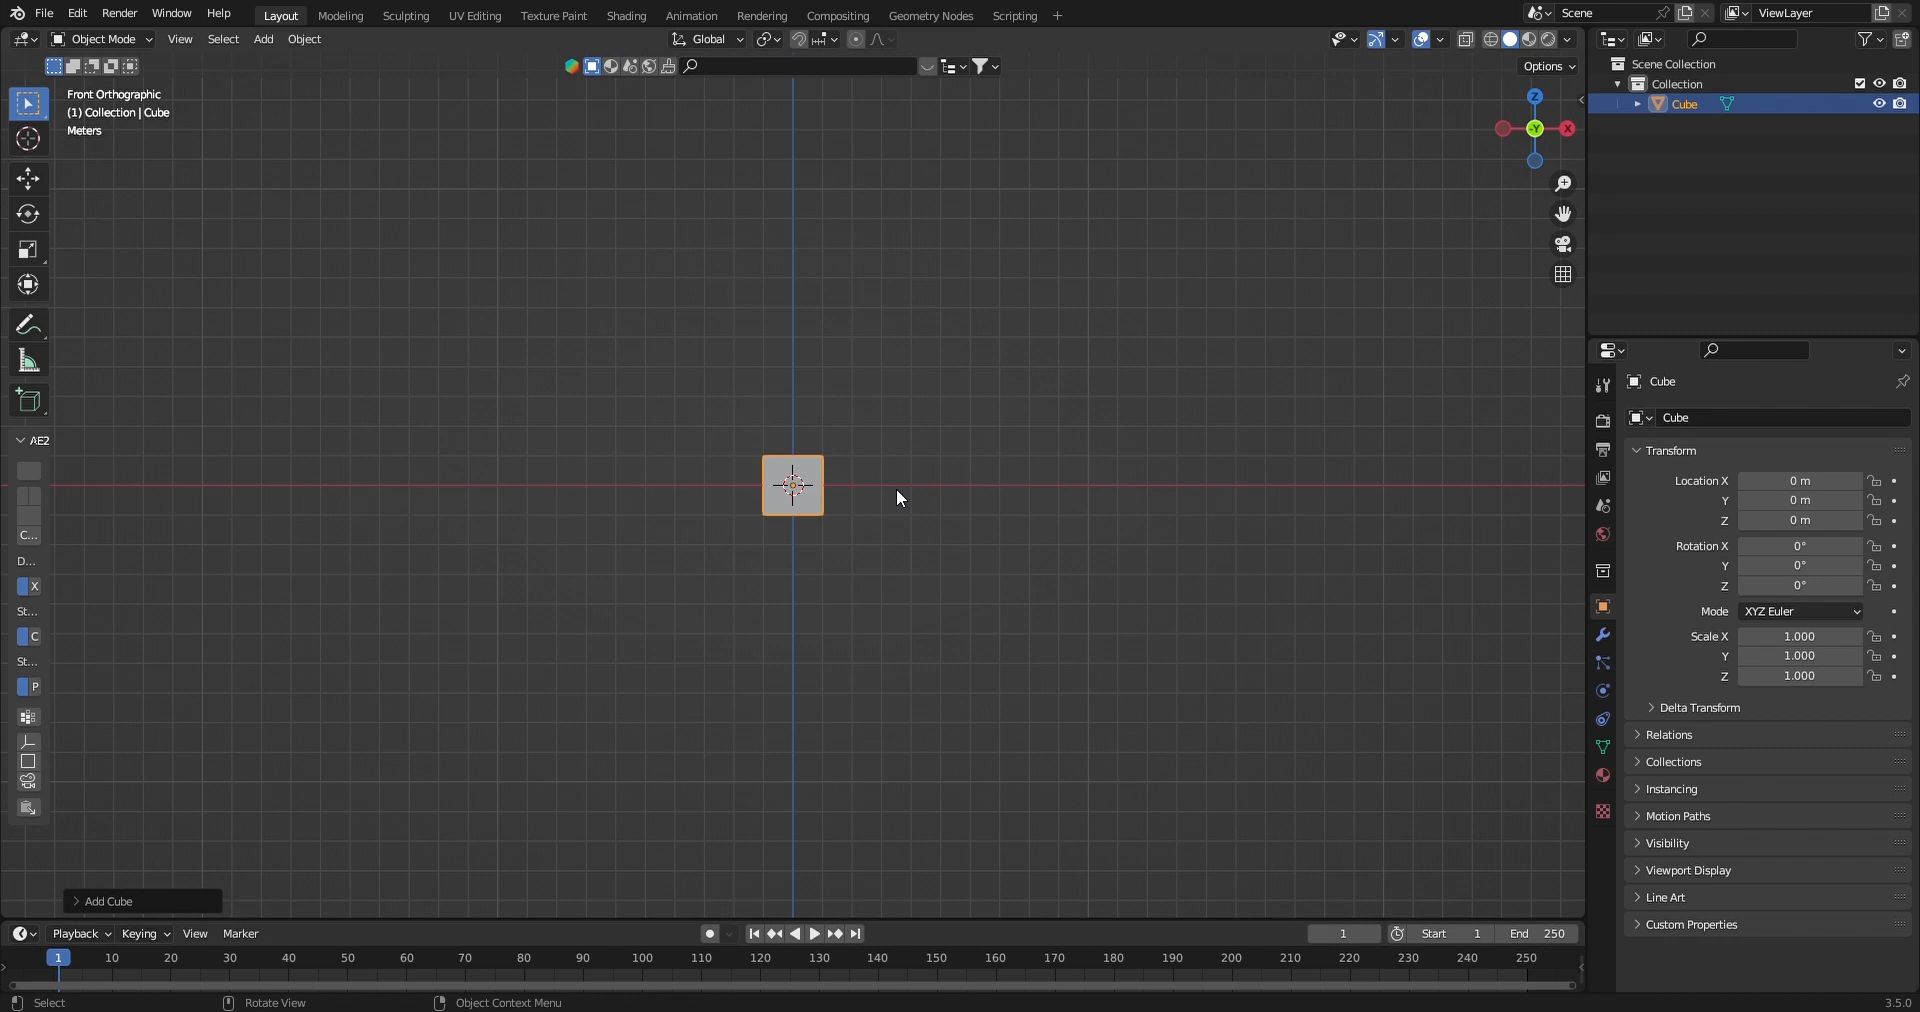 File Edit Render Window Help Layout Modeling Sculpting UV Editing Texture Paint Shading Animation Rendering Compositing Geometry Nodes Scripting + Scene ViewLayer
Object Mode View Select Add Object Global
Options
Front Orthographic
(1) Collection | Cube
Meters
Z
-Y X
Scene Collection
Collection
Cube
AE2
C...
D...
X
St...
C
St...
P
Cube
Cube
Transform
Location X 0 m
Y 0 m
Z 0 m
Rotation X 0°
Y 0°
Z 0°
Mode XYZ Euler
Scale X 1.000
Y 1.000
Z 1.000
Delta Transform
Relations
Collections
Instancing
Motion Paths
Visibility
Viewport Display
Line Art
Custom Properties
Add Cube
Playback Keying View Marker 1 Start 1 End 250
1 10 20 30 40 50 60 70 80 90 100 110 120 130 140 150 160 170 180 190 200 210 220 230 240 250
Select Rotate View Object Context Menu 3.5.0